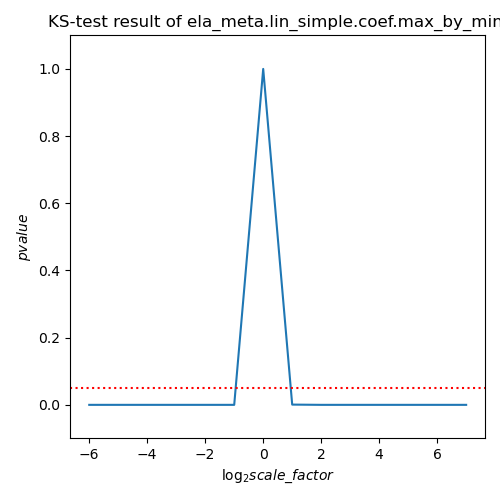 KS-test result of ela_meta.lin_simple.coef.max_by_min
pvalue
1.0
0.8
0.6
0.4
0.2
0.0
−6 −4 −2 0 2 4 6
log₂scale_factor